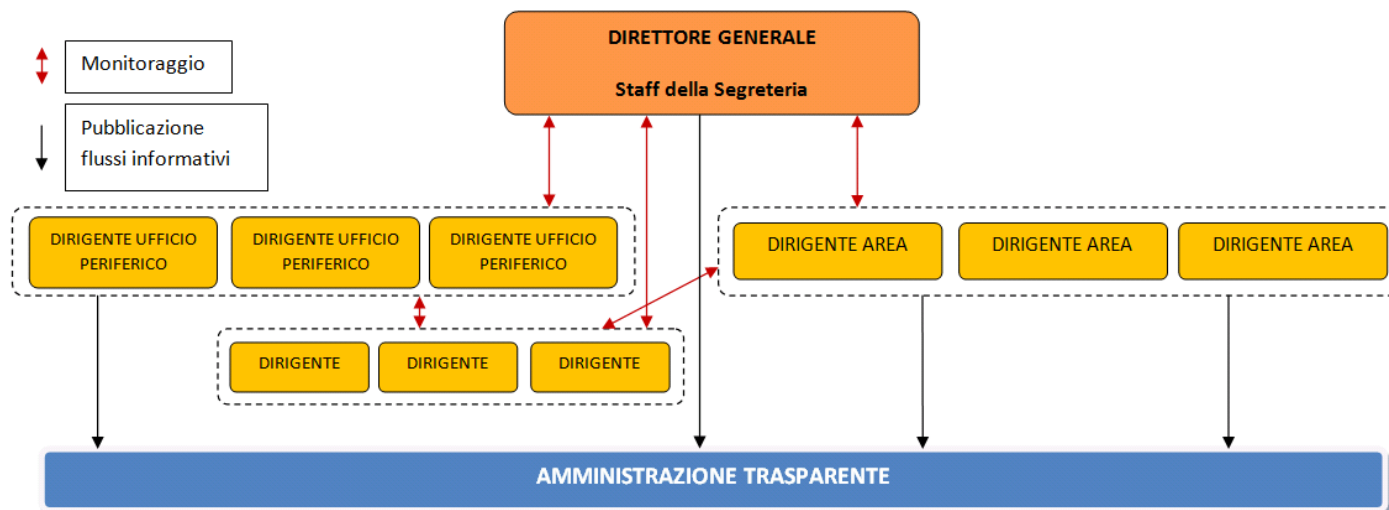 DIRETTORE GENERALE
Staff della Segreteria
Monitoraggio
Pubblicazione
flussi informativi
DIRIGENTE UFFICIO
PERIFERICO
DIRIGENTE UFFICIO
PERIFERICO
DIRIGENTE UFFICIO
PERIFERICO
DIRIGENTE AREA
DIRIGENTE AREA
DIRIGENTE AREA
DIRIGENTE
DIRIGENTE
DIRIGENTE
AMMINISTRAZIONE TRASPARENTE